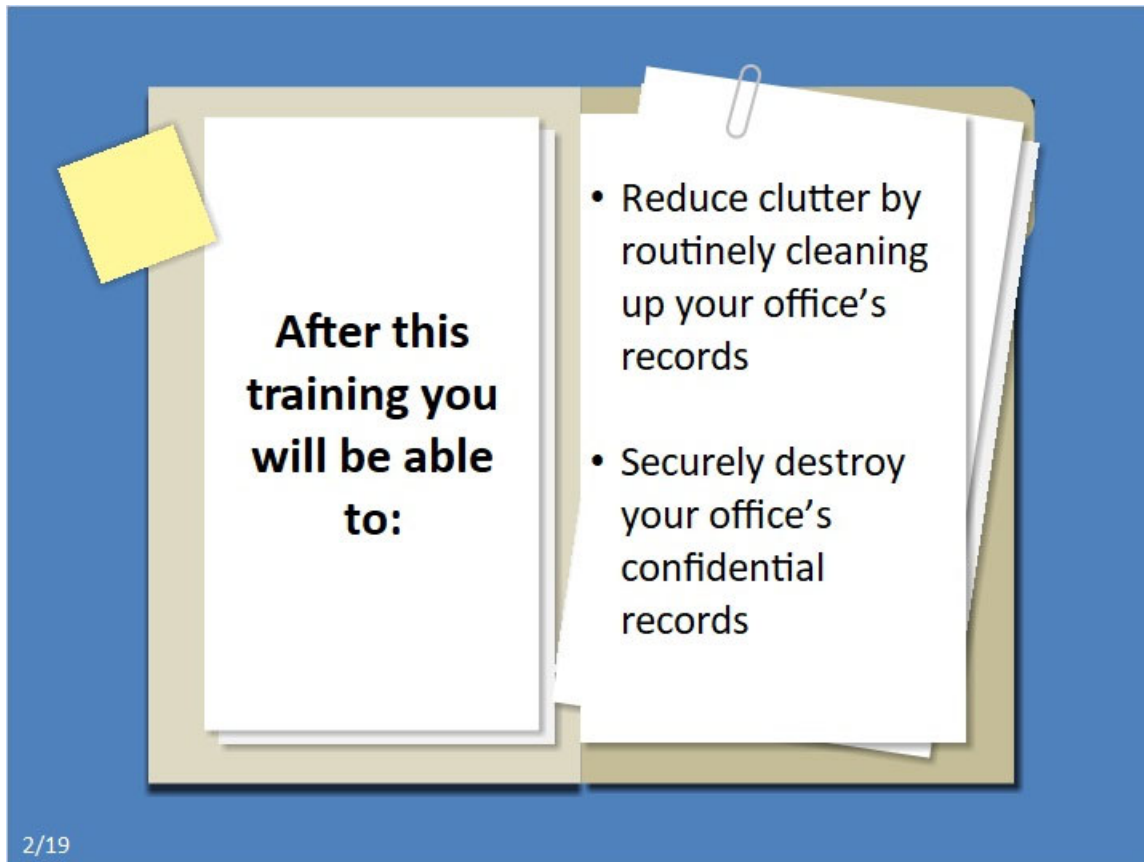 After this
training you
will be able
to:
• Reduce clutter by
routinely cleaning
up your office’s
records
• Securely destroy
your office’s
confidential
records
2/19